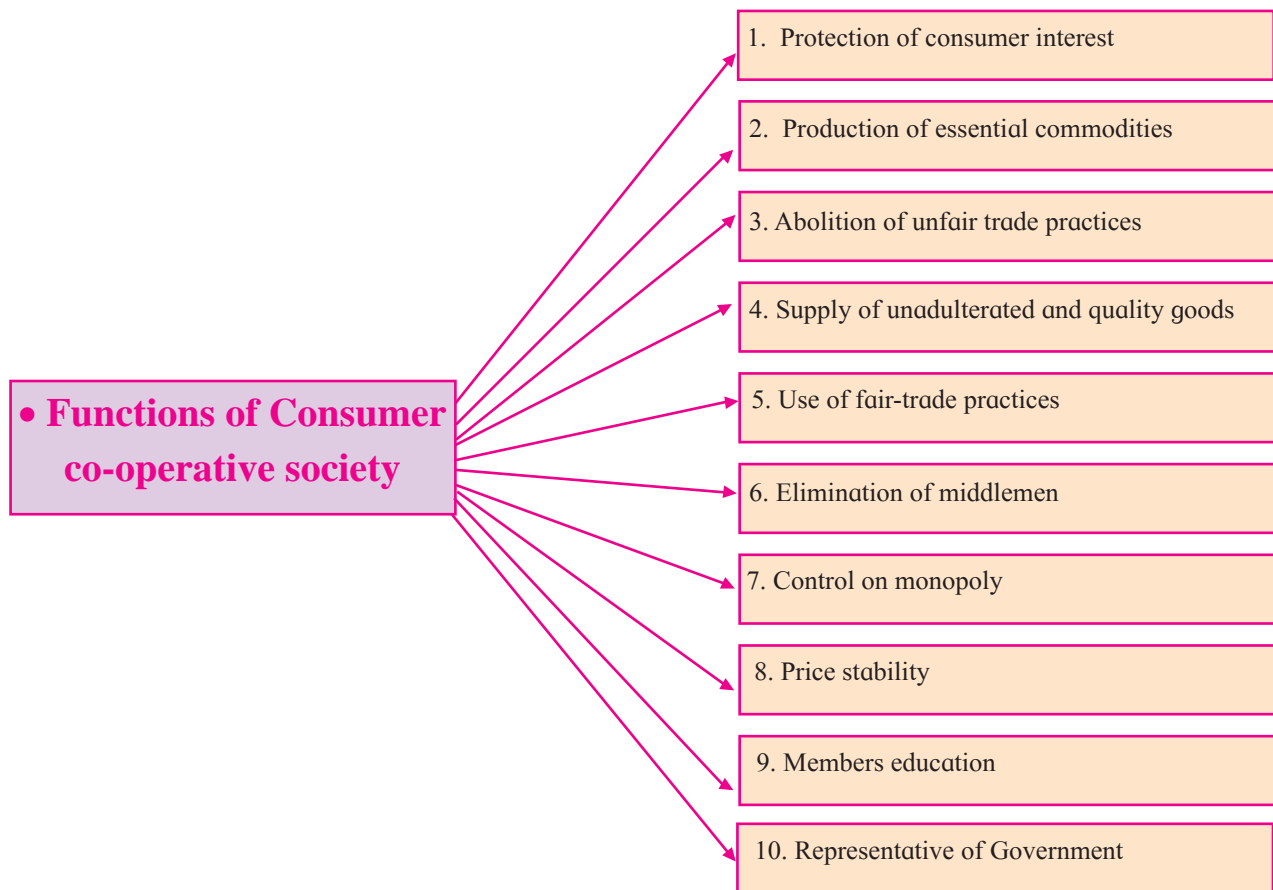 • Functions of Consumer
co-operative society
1. Protection of consumer interest
2. Production of essential commodities
3. Abolition of unfair trade practices
4. Supply of unadulterated and quality goods
5. Use of fair-trade practices
6. Elimination of middlemen
7. Control on monopoly
8. Price stability
9. Members education
10. Representative of Government